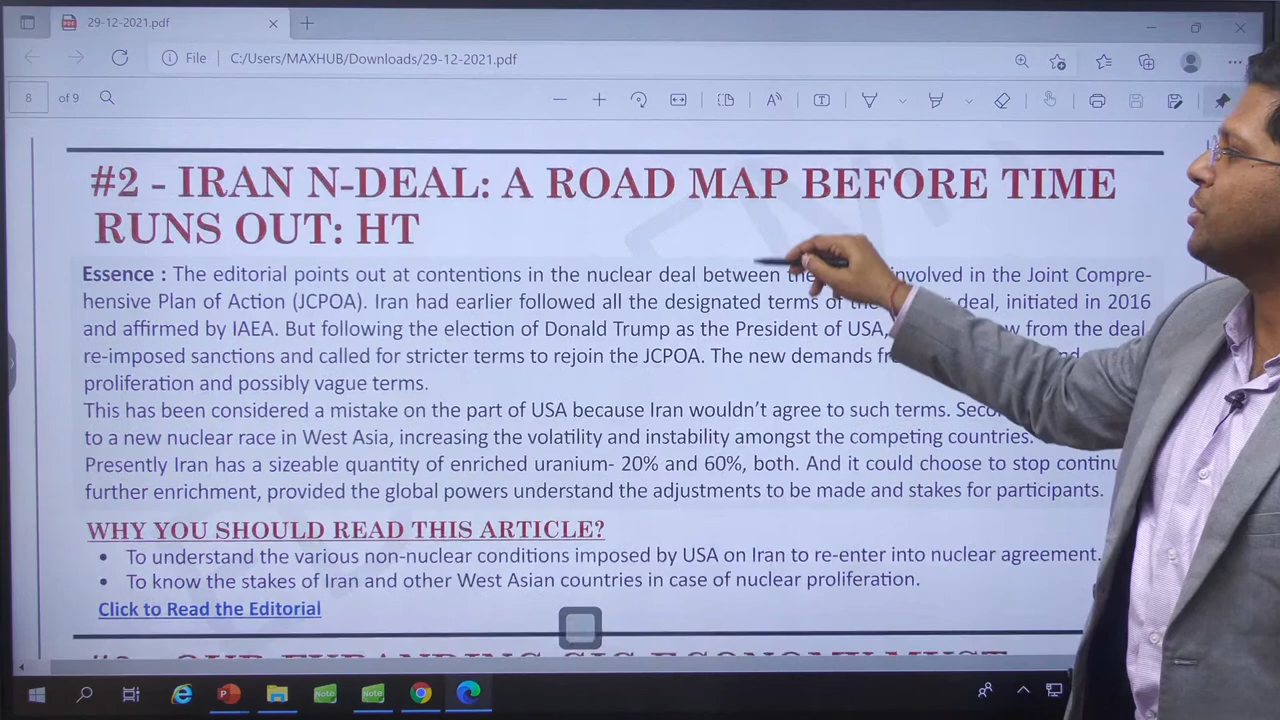 29-12-2021.pdf
File
C:/Users/MAXHUB/Downloads/29-12-2021.pdf
8 of 9
#2 - IRAN N-DEAL: A ROAD MAP BEFORE TIME
RUNS OUT: HT
Essence : The editorial points out at contentions in the nuclear deal between the involved in the Joint Compre-
hensive Plan of Action (JCPOA). Iran had earlier followed all the designated terms of the deal, initiated in 2016
and affirmed by IAEA. But following the election of Donald Trump as the President of USA, from the deal
re-imposed sanctions and called for stricter terms to rejoin the JCPOA. The new demands
proliferation and possibly vague terms.
This has been considered a mistake on the part of USA because Iran wouldn't agree to such terms.
to a new nuclear race in West Asia, increasing the volatility and instability amongst the competing countries.
Presently Iran has a sizeable quantity of enriched uranium- 20% and 60%, both. And it could choose to stop
further enrichment, provided the global powers understand the adjustments to be made and stakes for participants.
WHY YOU SHOULD READ THIS ARTICLE?
• To understand the various non-nuclear conditions imposed by USA on Iran to re-enter into nuclear agreement.
• To know the stakes of Iran and other West Asian countries in case of nuclear proliferation.
Click to Read the Editorial
#3 - OUR EXPANDING GIG ECONOMY MUST